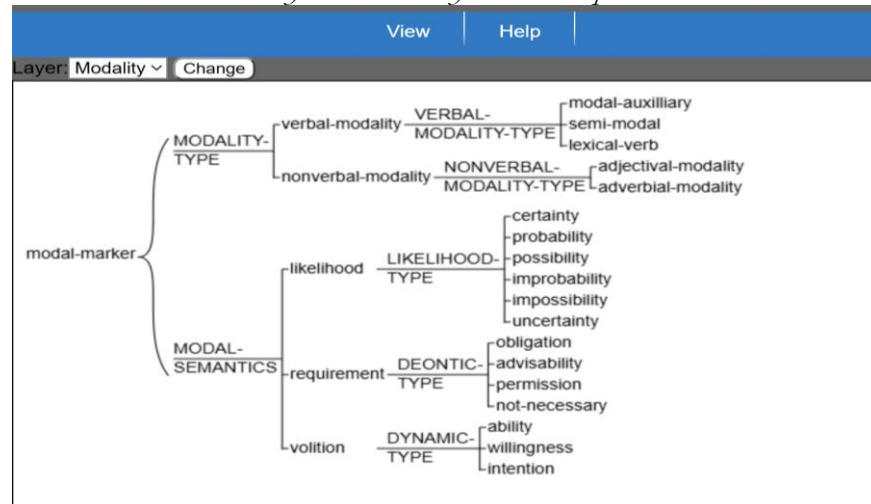 View Help
Layer: Modality Change
modal-marker
MODALITY-
TYPE
verbal-modality
VERBAL-
MODALITY-TYPE
modal-auxilliary
semi-modal
lexical-verb
nonverbal-modality
NONVERBAL-
MODALITY-TYPE
adjectival-modality
adverbial-modality
MODAL-
SEMANTICS
likelihood
LIKELIHOOD-
TYPE
certainty
probability
possibility
improbability
impossibility
uncertainty
requirement
DEONTIC-
TYPE
obligation
advisability
permission
not-necessary
volition
DYNAMIC-
TYPE
ability
willingness
intention